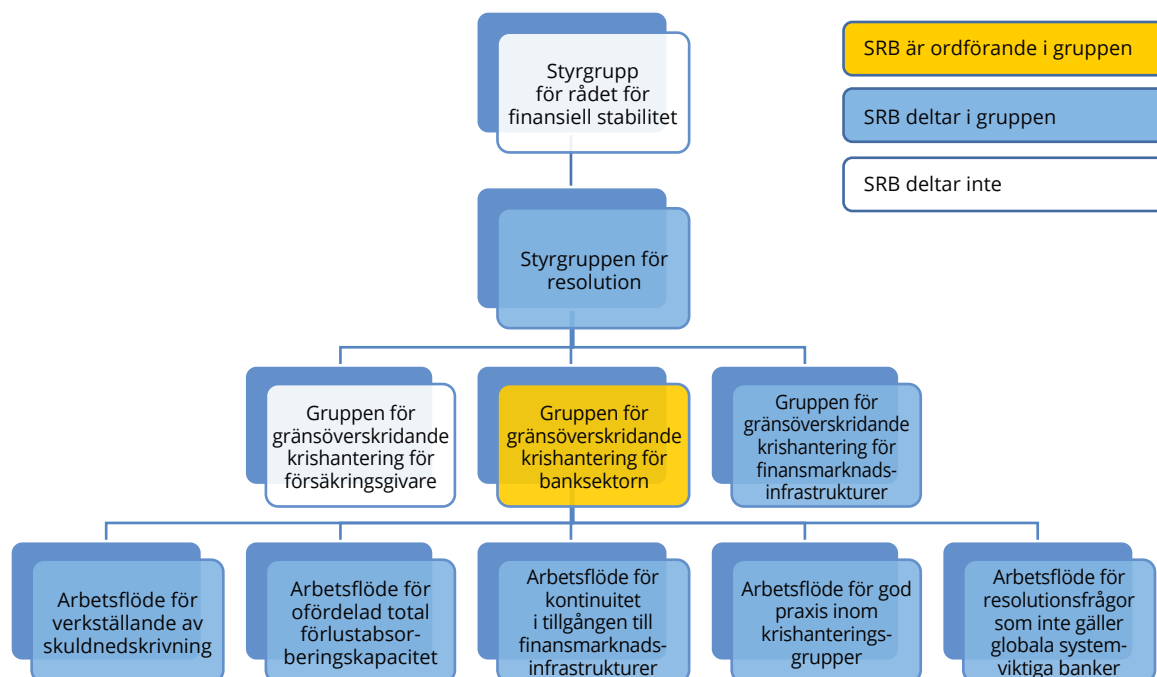 Styrgrupp
för rådet för
finansiell stabilitet
SRB är ordförande i gruppen
SRB deltar i gruppen
SRB deltar inte
Styrgruppen för
resolution
Gruppen för
gränsöverskridande
krishantering för
försäkringsgivare
Gruppen för
gränsöverskridande
krishantering för
banksektorn
Gruppen för
gränsöverskridande
krishantering för
finansmarknads-
infrastrukturer
Arbetsflöde för
verkställande av
skuldnedskrivning
Arbetsflöde för
ofördelad total
förlustabsor-
beringskapacitet
Arbetsflöde för
kontinuitet
i tillgången till
finansmarknads-
infrastrukturer
Arbetsflöde för god
praxis inom
krishanterings-
grupper
Arbetsflöde för
resolutionsfrågor
som inte gäller
globala system-
viktiga banker